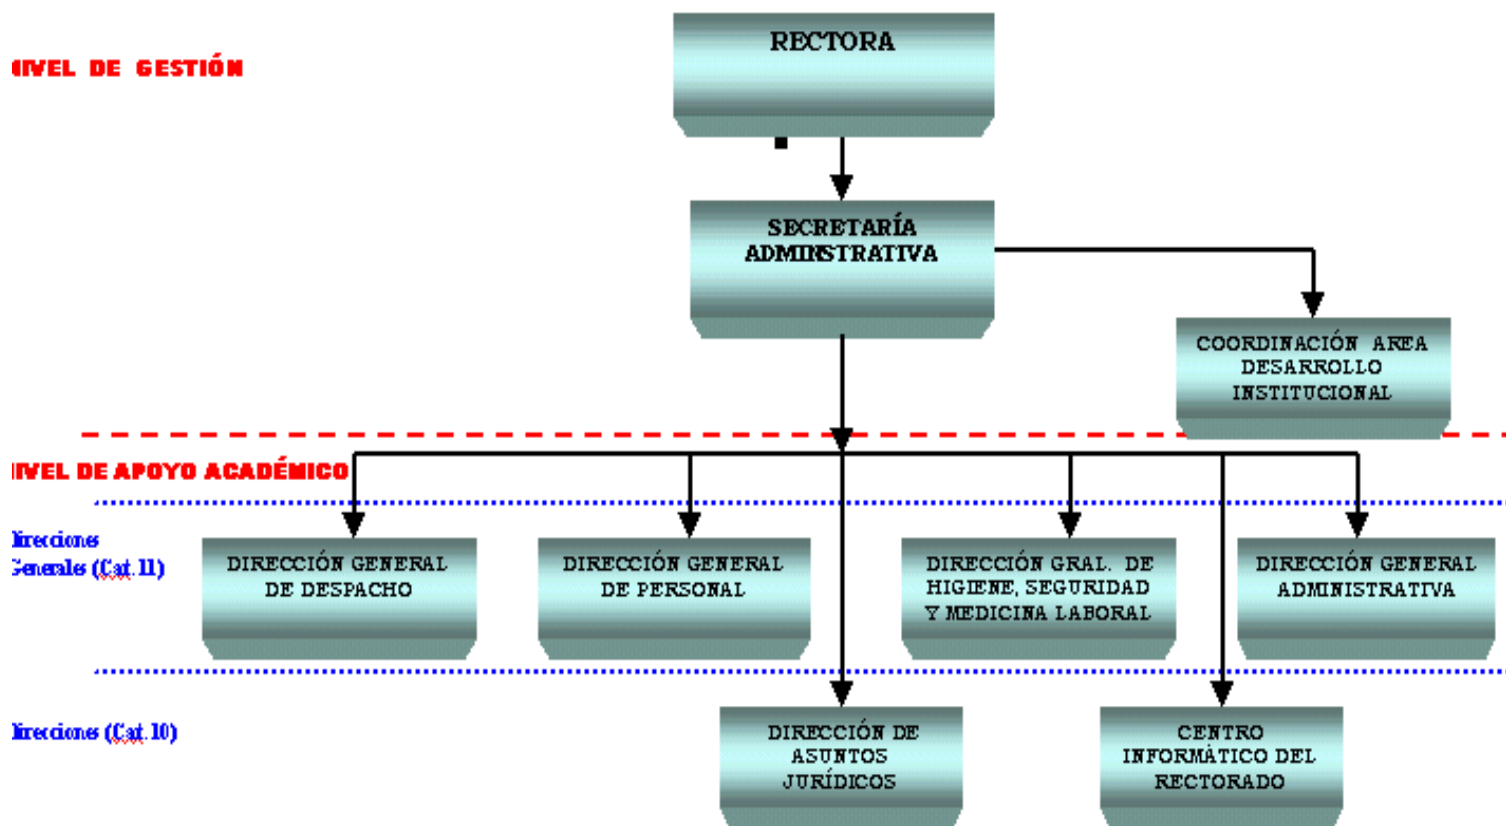 RECTORA
IVEL DE GESTIÓN
SECRETARÍA
ADMINSTRATIVA
COORDINACIÓN AREA
DESARROLLO
INSTITUCIONAL
IVEL DE APOYO ACADÉMICO
irecciones
Generales (Cat.11)
DIRECCIÓN GENERAL
DE DESPACHO
DIRECCIÓN GENERAL
DE PERSONAL
DIRECCIÓN GRAL. DE
HIGIENE, SEGURIDAD
Y MEDICINA LABORAL
DIRECCIÓN GENERAL
ADMINISTRATIVA
irecciones (Cat.10)
DIRECCIÓN DE
ASUNTOS
JURÍDICOS
CENTRO
INFORMÁTICO DEL
RECTORADO